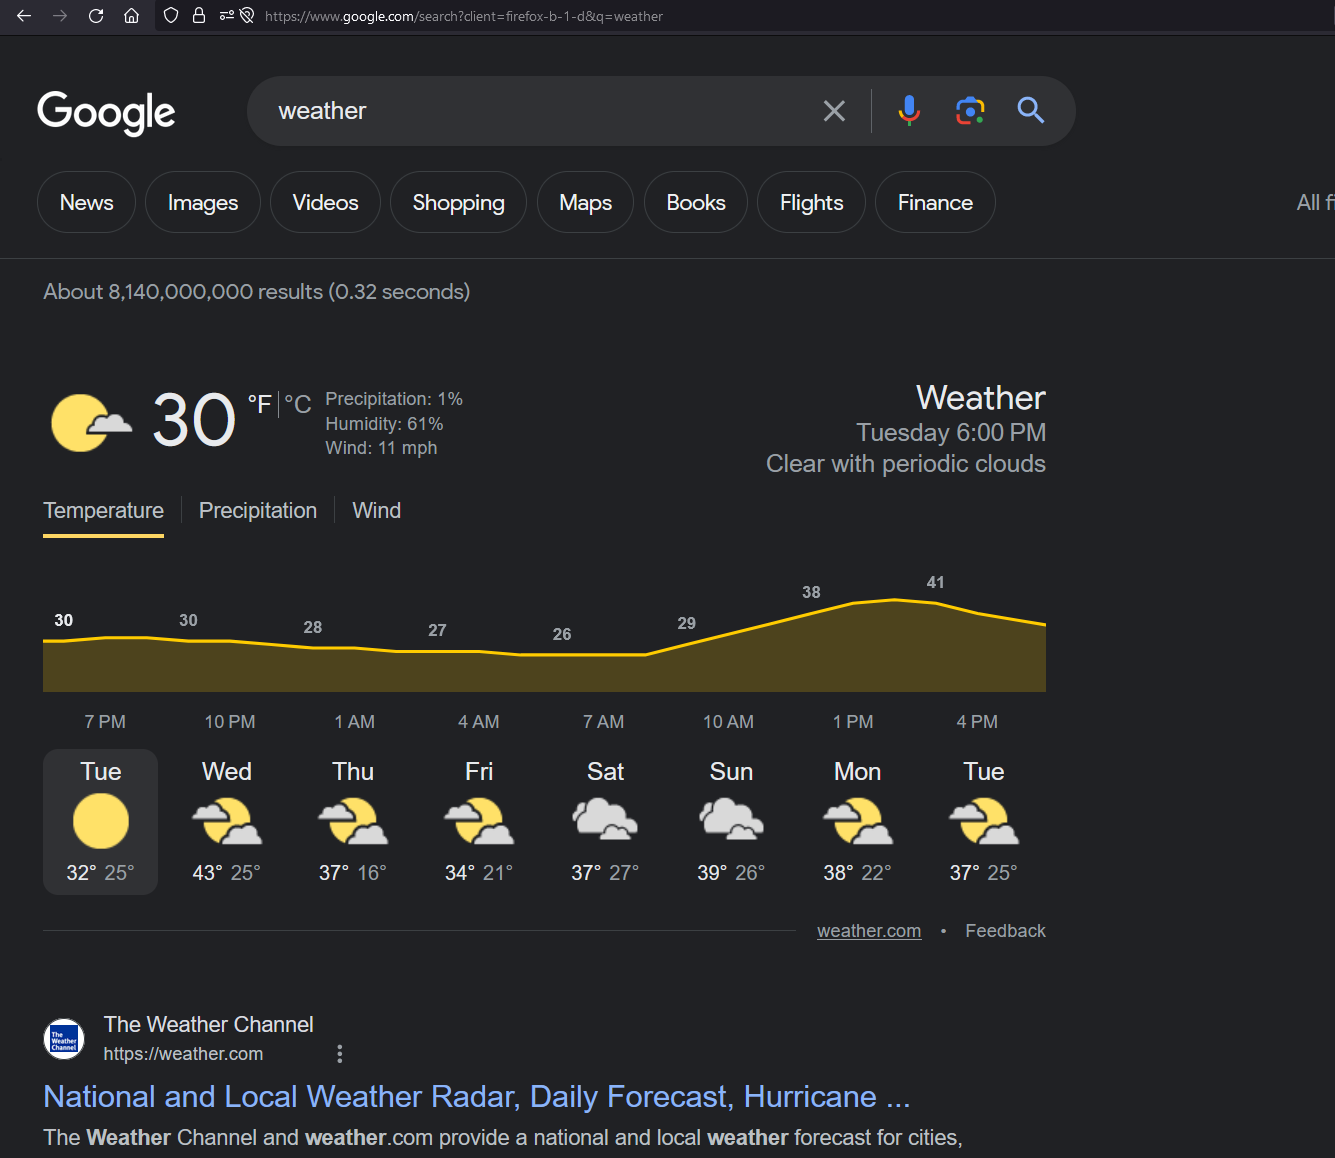 https://www.google.com/search?client=firefox-b-1-d&q=weather
Google
weather
News
Images
Videos
Shopping
Maps
Books
Flights
Finance
All fi
About 8,140,000,000 results (0.32 seconds)
30 °F | °C
Precipitation: 1%
Humidity: 61%
Wind: 11 mph
Weather
Tuesday 6:00 PM
Clear with periodic clouds
Temperature
Precipitation
Wind
30 30 28 27 26 29 38 41
7 PM 10 PM 1 AM 4 AM 7 AM 10 AM 1 PM 4 PM
Tue Wed Thu Fri Sat Sun Mon Tue
32° 25° 43° 25° 37° 16° 34° 21° 37° 27° 39° 26° 38° 22° 37° 25°
weather.com • Feedback
The Weather Channel
The Weather Channel
https://weather.com
National and Local Weather Radar, Daily Forecast, Hurricane ...
The Weather Channel and weather.com provide a national and local weather forecast for cities,